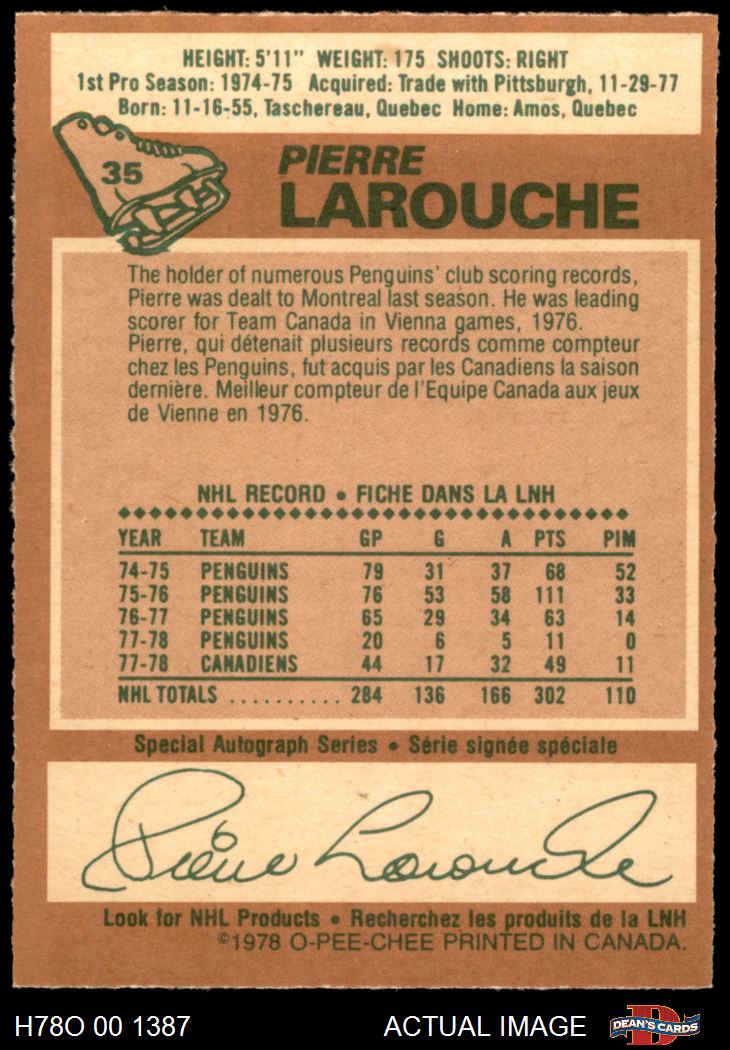 HEIGHT: 5'11" WEIGHT: 175 SHOOTS: RIGHT
1st Pro Season: 1974-75 Acquired: Trade with Pittsburgh, 11-29-77
Born: 11-16-55, Taschereau, Quebec Home: Amos, Quebec
35
PIERRE
LAROUCHE
The holder of numerous Penguins' club scoring records,
Pierre was dealt to Montreal last season. He was leading
scorer for Team Canada in Vienna games, 1976.
Pierre, qui détenait plusieurs records comme compteur
chez les Penguins, fut acquis par les Canadiens la saison
dernière. Meilleur compteur de l'Equipe Canada aux jeux
de Vienne en 1976.
NHL RECORD • FICHE DANS LA LNH
YEAR TEAM GP G A PTS PIM
74-75 PENGUINS 79 31 37 68 52
75-76 PENGUINS 76 53 58 111 33
76-77 PENGUINS 65 29 34 63 14
77-78 PENGUINS 20 6 5 11 0
77-78 CANADIENS 44 17 32 49 11
NHL TOTALS .......... 284 136 166 302 110
Special Autograph Series • Série signée spéciale
Pierre Larouche
Look for NHL Products • Recherchez les produits de la LNH
©1978 O-PEE-CHEE PRINTED IN CANADA.
H78O 00 1387 ACTUAL IMAGE D DEAN'S CARDS